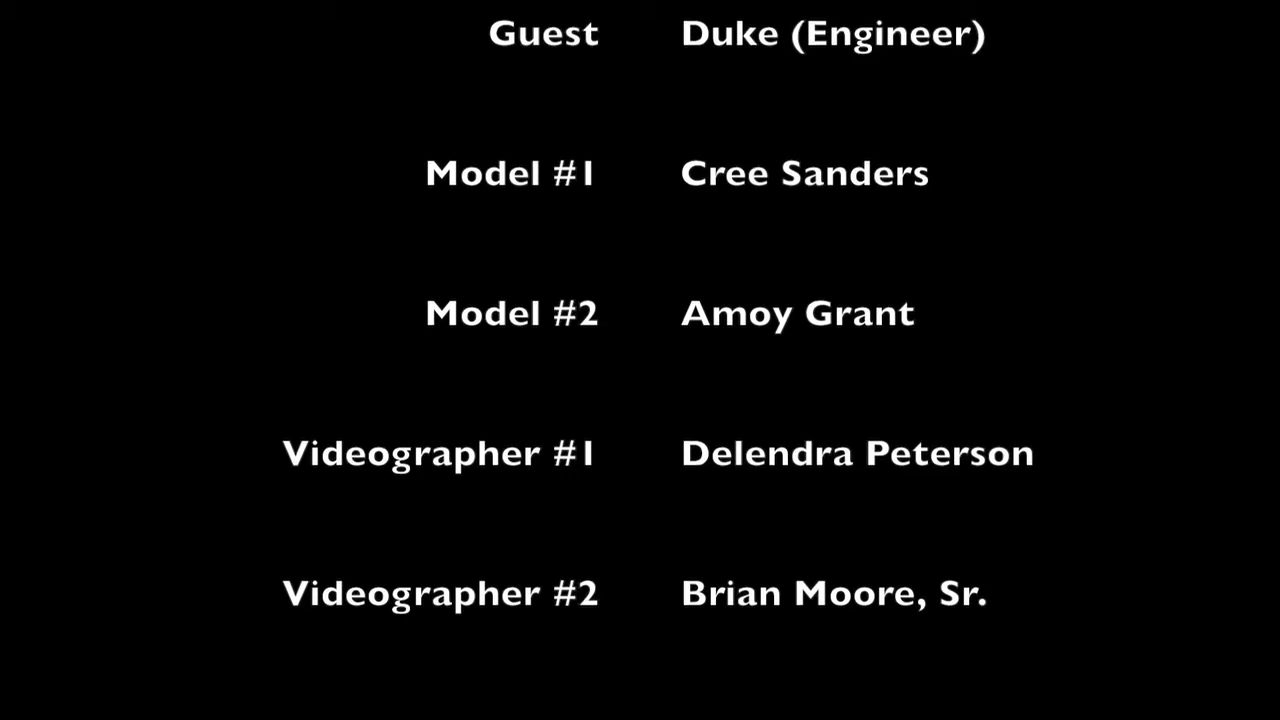 Guest Duke (Engineer)
Model #1 Cree Sanders
Model #2 Amoy Grant
Videographer #1 Delendra Peterson
Videographer #2 Brian Moore, Sr.